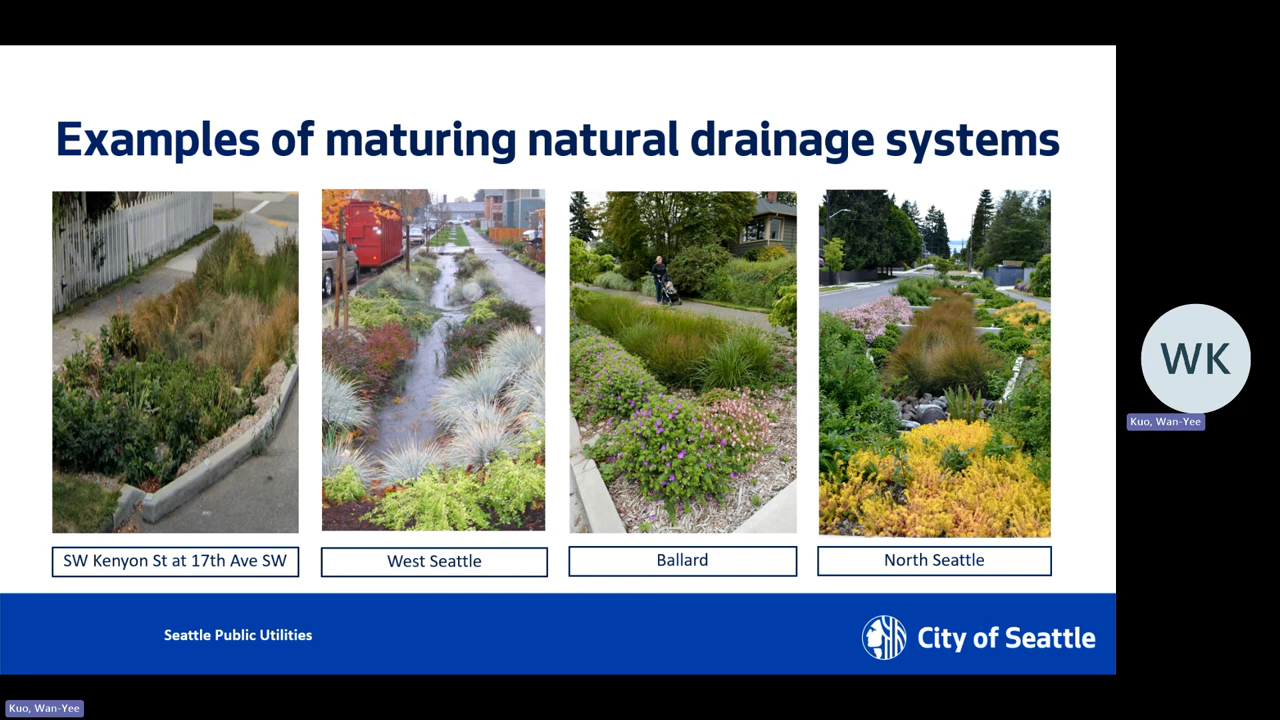 Examples of maturing natural drainage systems
SW Kenyon St at 17th Ave SW
West Seattle
Ballard
North Seattle
Seattle Public Utilities
City of Seattle
WK
Kuo, Wan-Yee
Kuo, Wan-Yee